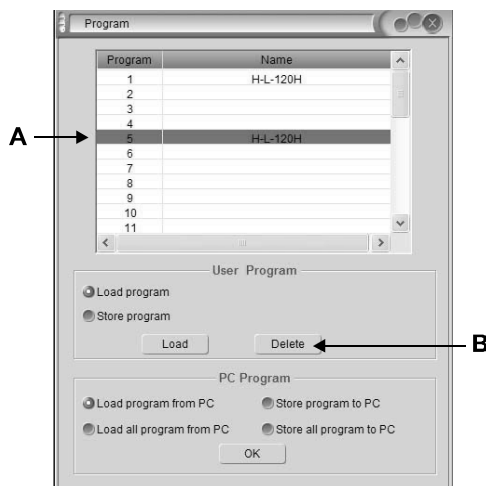 Program
Program Name
1 H-L-120H
2
3
4
A
5 H-L-120H
6
7
8
9
10
11
User Program
Load program
Store program
Load Delete
B
PC Program
Load program from PC Store program to PC
Load all program from PC Store all program to PC
OK